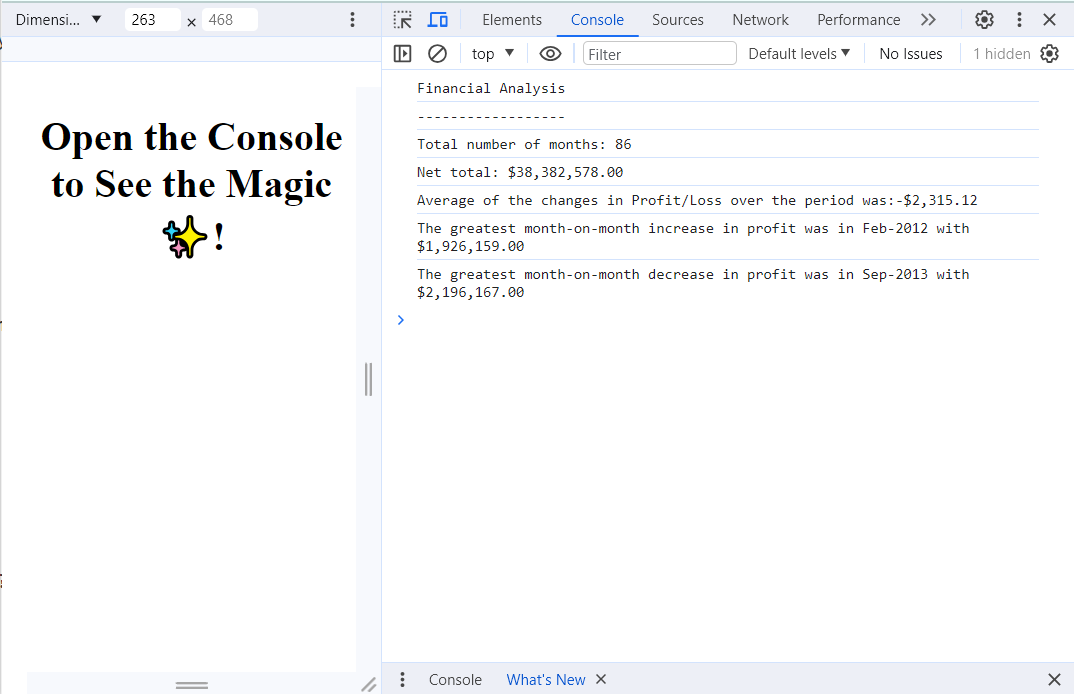 Dimensi... 263 × 468
Elements Console Sources Network Performance
top Filter Default levels No Issues 1 hidden
Open the Console
to See the Magic
✨!
Financial Analysis
------------------
Total number of months: 86
Net total: $38,382,578.00
Average of the changes in Profit/Loss over the period was:-$2,315.12
The greatest month-on-month increase in profit was in Feb-2012 with
$1,926,159.00
The greatest month-on-month decrease in profit was in Sep-2013 with
$2,196,167.00
Console What's New